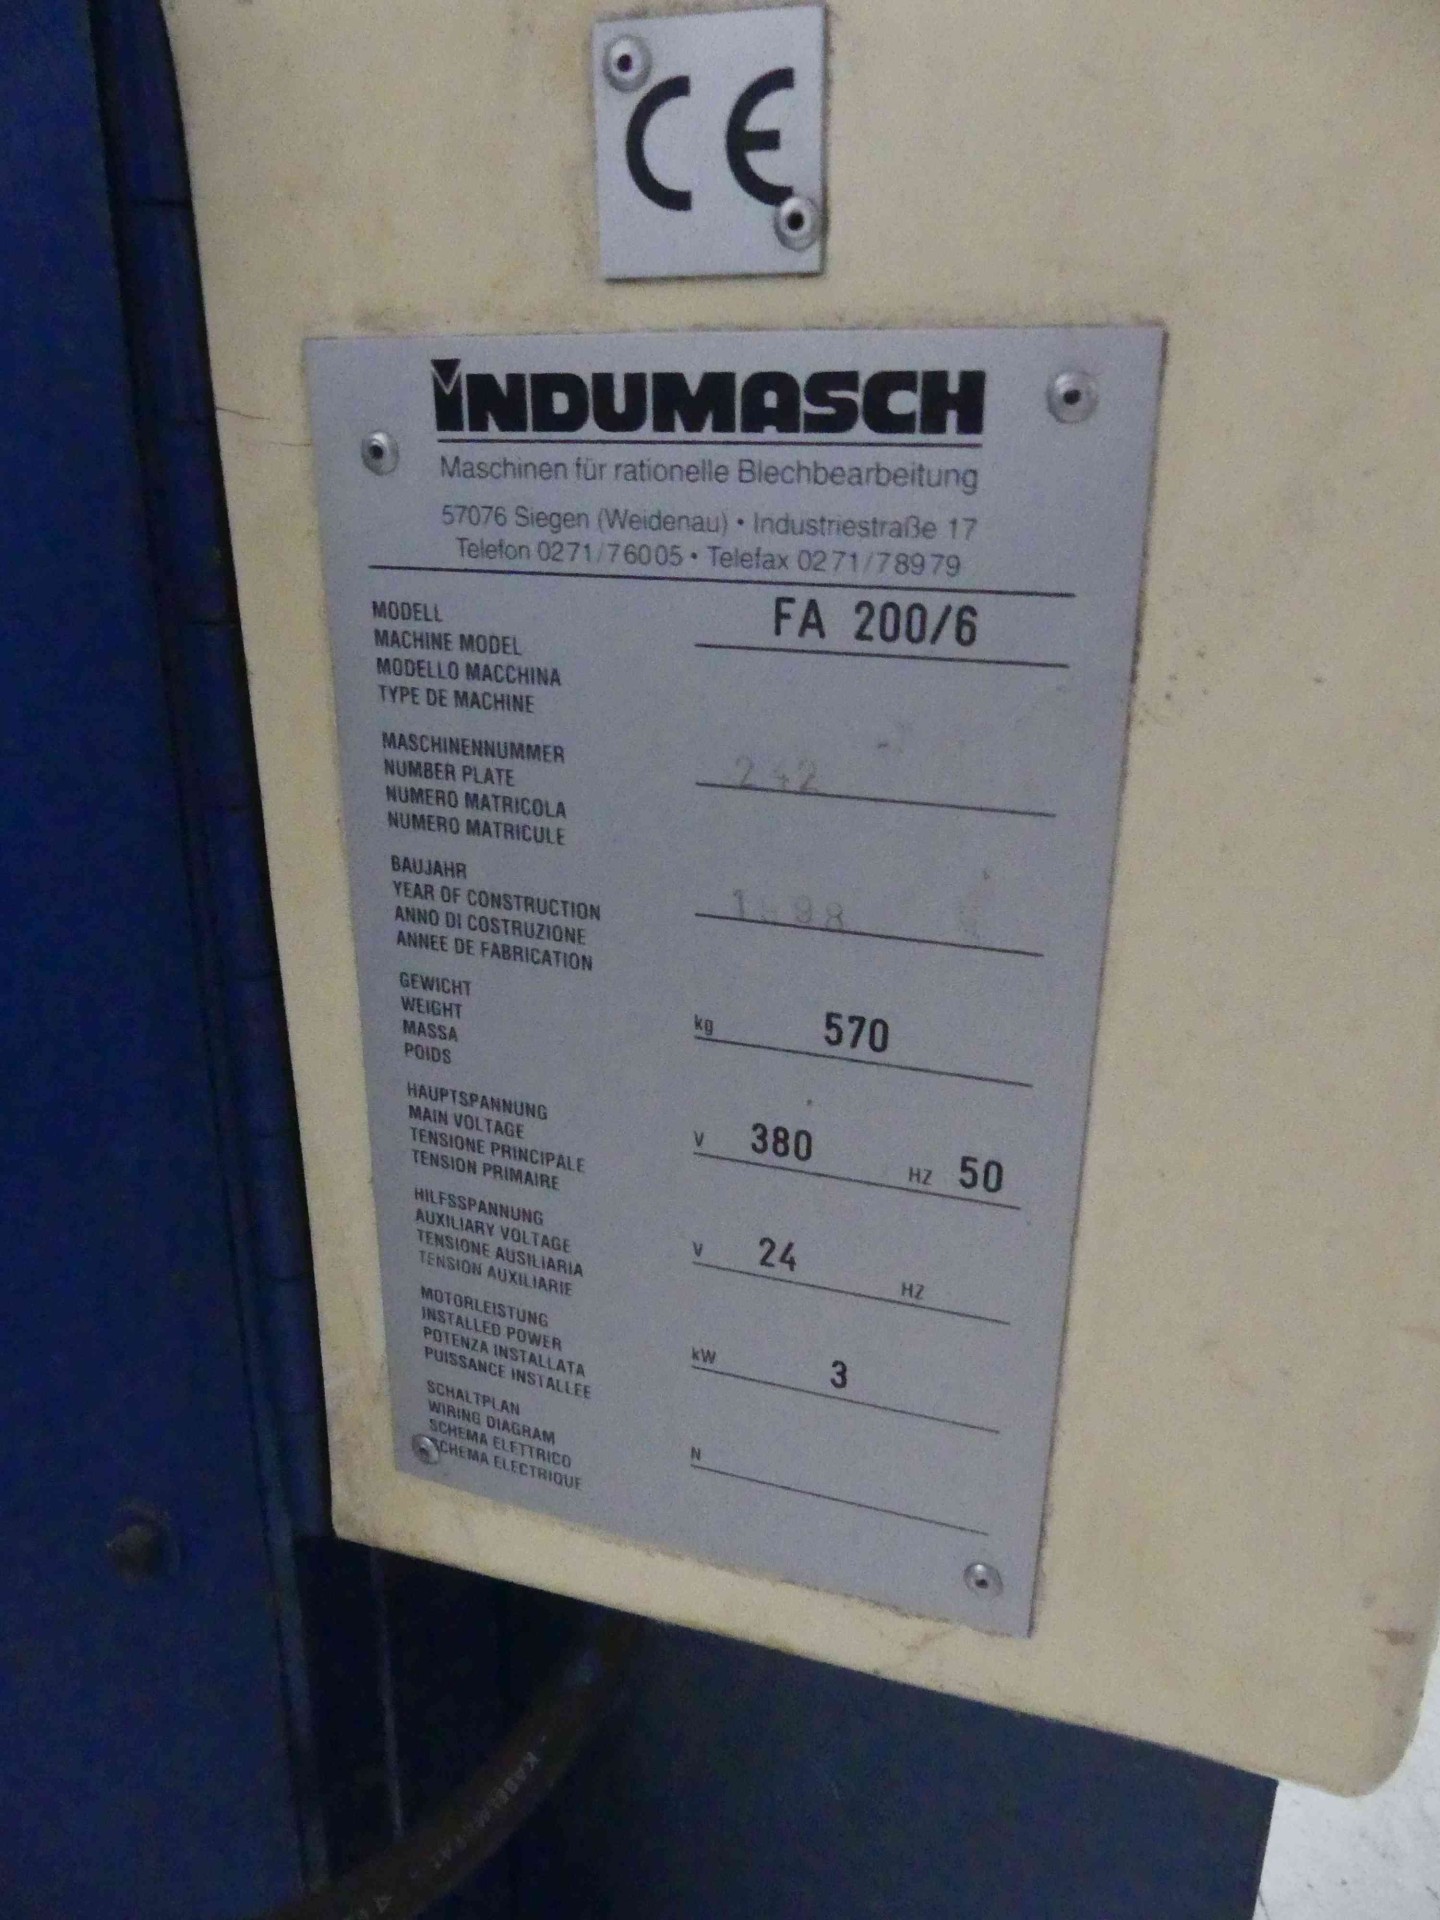 CE
INDUMASCH
Maschinen für rationelle Blechbearbeitung
57076 Siegen (Weidenau) • Industriestraße 17
Telefon 0271/76005 • Telefax 0271/78979
MODELL FA 200/6
MACHINE MODEL
MODELLO MACCHINA
TYPE DE MACHINE
MASCHINENNUMMER
NUMBER PLATE 242
NUMERO MATRICOLA
NUMERO MATRICULE
BAUJAHR
YEAR OF CONSTRUCTION 1998
ANNO DI COSTRUZIONE
ANNEE DE FABRICATION
GEWICHT
WEIGHT kg 570
MASSA
POIDS
HAUPTSPANNUNG
MAIN VOLTAGE V 380 HZ 50
TENSIONE PRINCIPALE
TENSION PRIMAIRE
HILFSSPANNUNG
AUXILIARY VOLTAGE V 24 HZ
TENSIONE AUSILIARIA
TENSION AUXILIARIE
MOTORLEISTUNG
INSTALLED POWER kW 3
POTENZA INSTALLATA
PUISSANCE INSTALLEE
SCHALTPLAN
WIRING DIAGRAM N
SCHEMA ELETTRICO
SCHEMA ELECTRIQUE